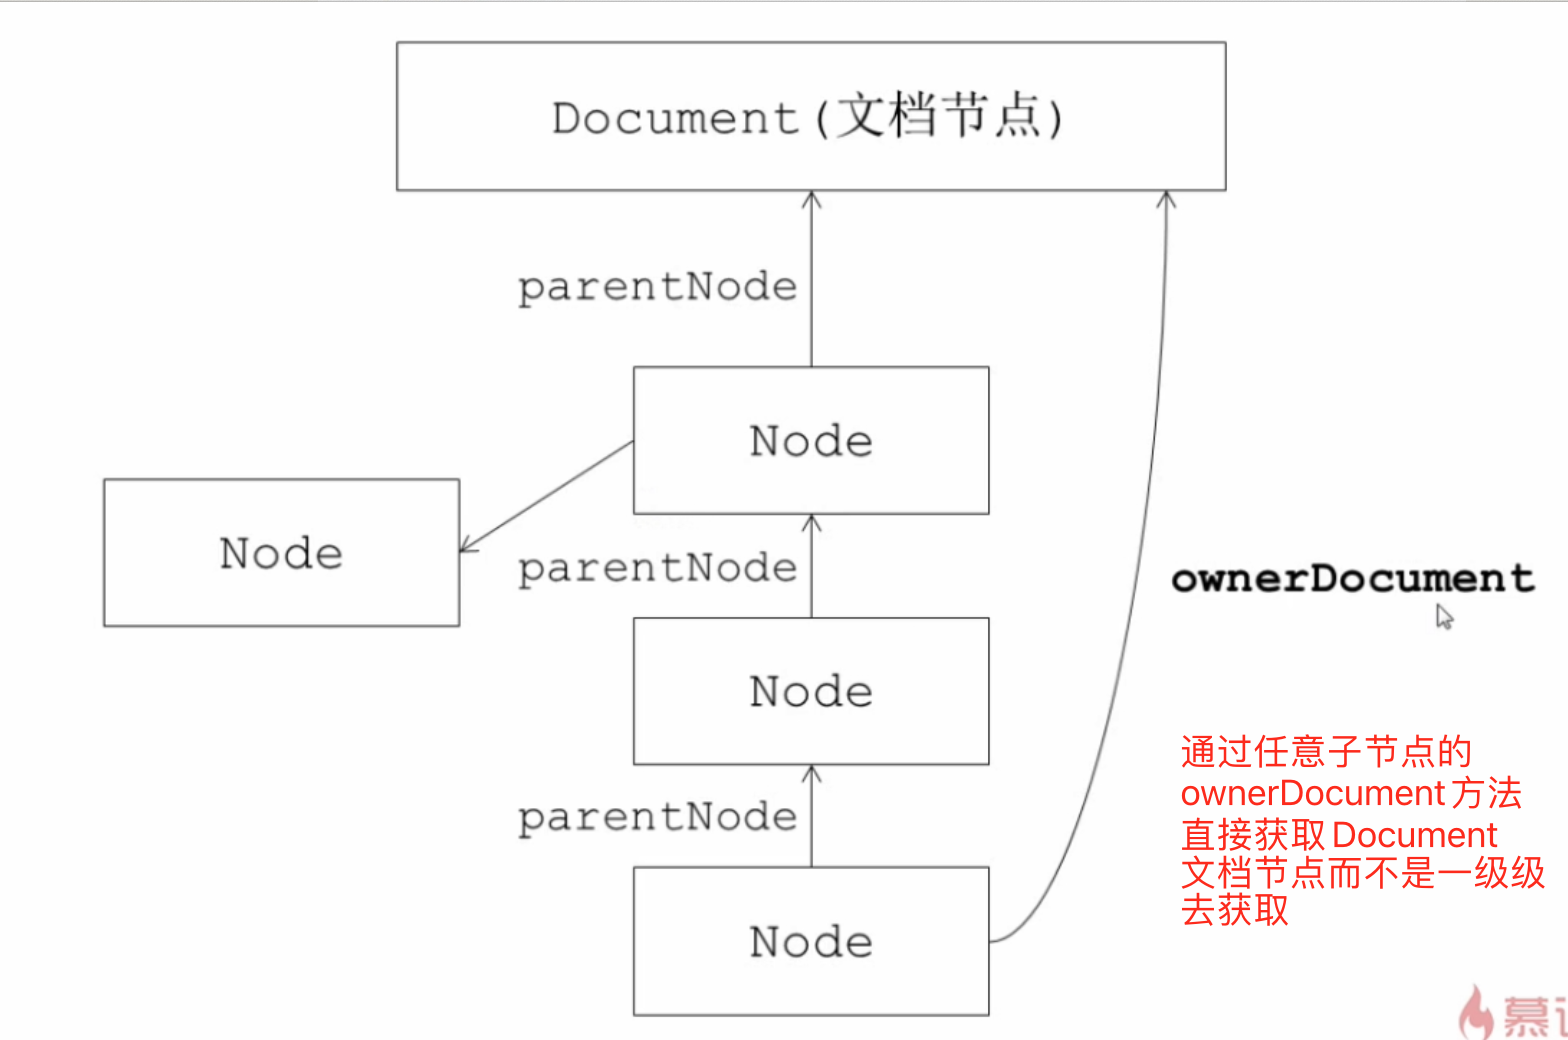 Document(文档节点)
parentNode
Node
Node
parentNode
ownerDocument
Node
通过任意子节点的
ownerDocument方法
直接获取Document
文档节点而不是一级级
去获取
parentNode
Node
慕